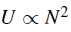 U ∝ N²